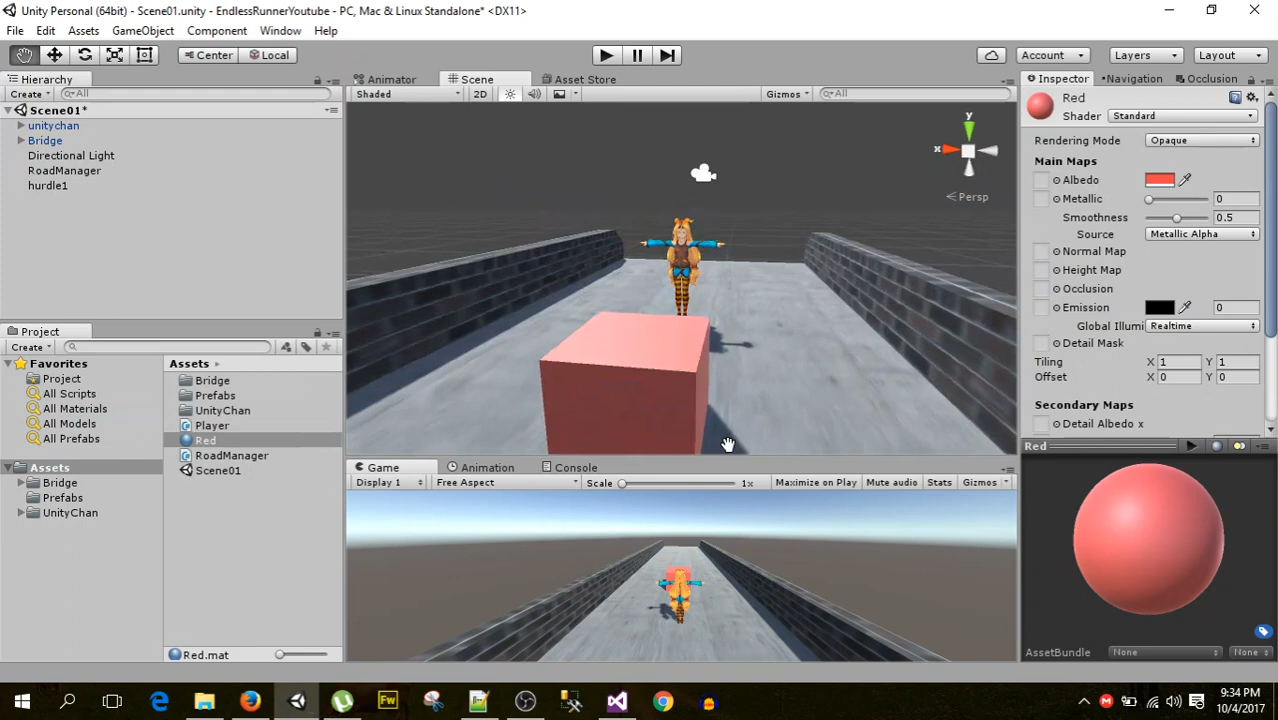 Unity Personal (64bit) - Scene01.unity - EndlessRunnerYoutube - PC, Mac & Linux Standalone* <DX11>
File Edit Assets GameObject Component Window Help
Center Local Account Layers Layout
Hierarchy
Create All
Scene01*
unitychan
Bridge
Directional Light
RoadManager
hurdle1
Animator Scene Asset Store
Shaded 2D Gizmos All
y
x
Persp
Inspector Navigation Occlusion
Red
Shader Standard
Rendering Mode Opaque
Main Maps
Albedo
Metallic 0
Smoothness 0.5
Source Metallic Alpha
Normal Map
Height Map
Occlusion
Emission 0
Global Illumi Realtime
Detail Mask
Tiling X 1 Y 1
Offset X 0 Y 0
Secondary Maps
Detail Albedo x
Project
Create
Favorites
Project
All Scripts
All Materials
All Models
All Prefabs
Assets
Bridge
Prefabs
UnityChan
Assets
Bridge
Prefabs
UnityChan
Player
Red
RoadManager
Scene01
Red.mat
Game Animation Console
Display 1 Free Aspect Scale 1x Maximize on Play Mute audio Stats Gizmos
Red
AssetBundle None None
Fw
9:34 PM
10/4/2017